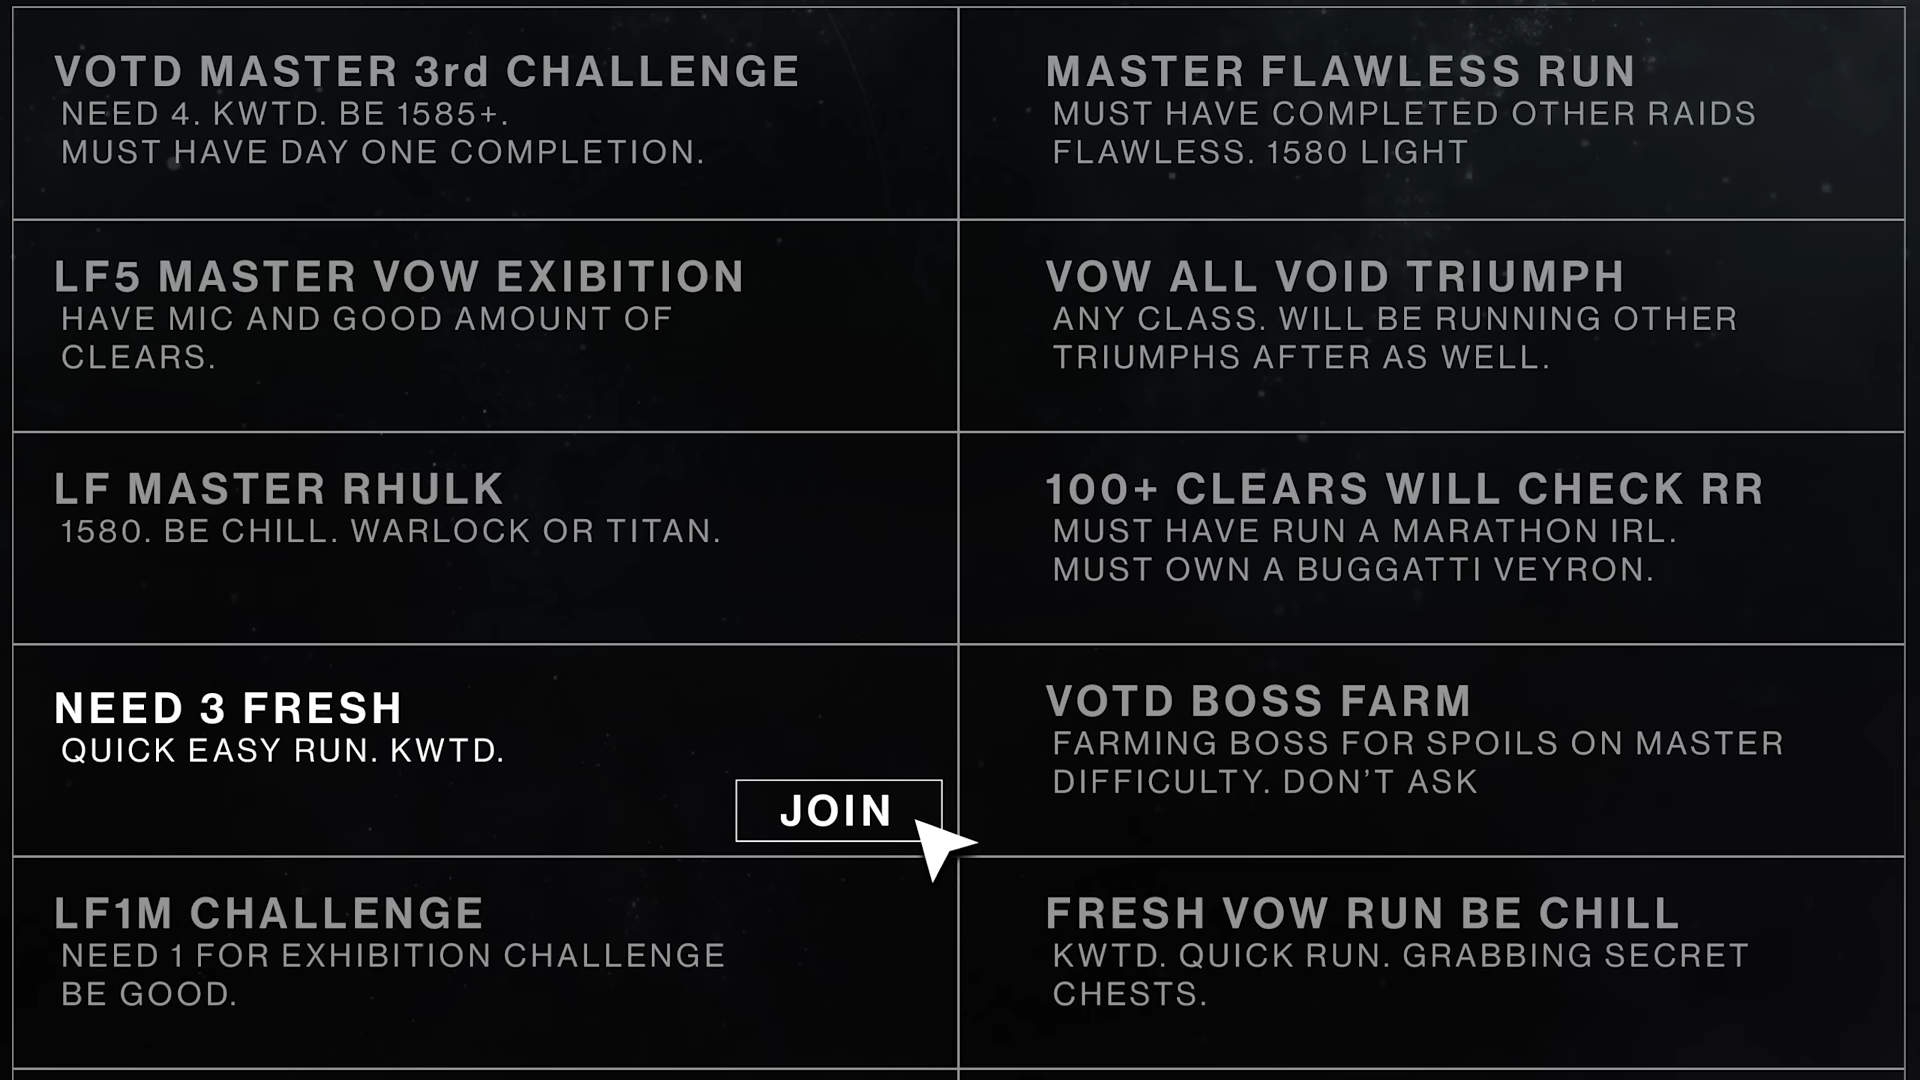 VOTD MASTER 3rd CHALLENGE
NEED 4. KWTD. BE 1585+.
MUST HAVE DAY ONE COMPLETION.
MASTER FLAWLESS RUN
MUST HAVE COMPLETED OTHER RAIDS
FLAWLESS. 1580 LIGHT
LF5 MASTER VOW EXIBITION
HAVE MIC AND GOOD AMOUNT OF
CLEARS.
VOW ALL VOID TRIUMPH
ANY CLASS. WILL BE RUNNING OTHER
TRIUMPHS AFTER AS WELL.
LF MASTER RHULK
1580. BE CHILL. WARLOCK OR TITAN.
100+ CLEARS WILL CHECK RR
MUST HAVE RUN A MARATHON IRL.
MUST OWN A BUGGATTI VEYRON.
NEED 3 FRESH
QUICK EASY RUN. KWTD.
JOIN
VOTD BOSS FARM
FARMING BOSS FOR SPOILS ON MASTER
DIFFICULTY. DON’T ASK
LF1M CHALLENGE
NEED 1 FOR EXHIBITION CHALLENGE
BE GOOD.
FRESH VOW RUN BE CHILL
KWTD. QUICK RUN. GRABBING SECRET
CHESTS.